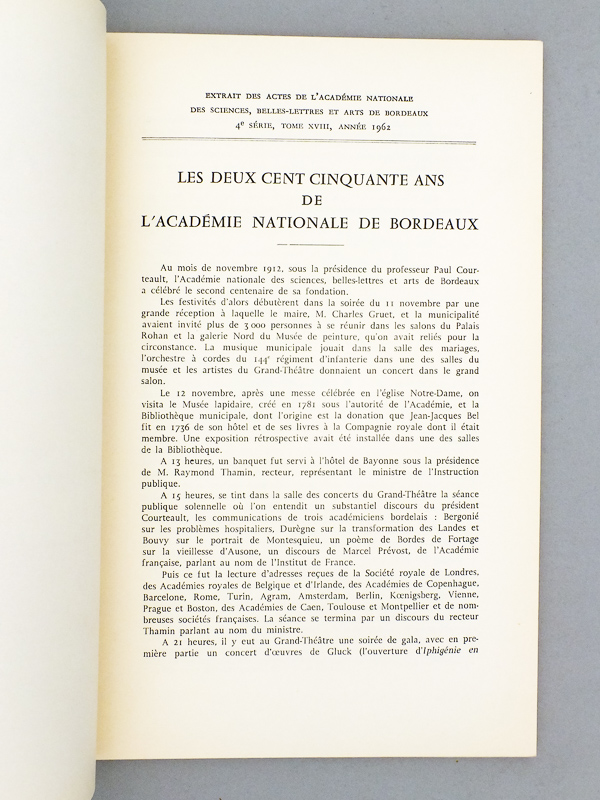 EXTRAIT DES ACTES DE L'ACADÉMIE NATIONALE
DES SCIENCES, BELLES-LETTRES ET ARTS DE BORDEAUX
4e SÉRIE, TOME XVIII, ANNÉE 1962
LES DEUX CENT CINQUANTE ANS
DE
L'ACADÉMIE NATIONALE DE BORDEAUX
Au mois de novembre 1912, sous la présidence du professeur Paul Cour-
teault, l'Académie nationale des sciences, belles-lettres et arts de Bordeaux
a célébré le second centenaire de sa fondation.
Les festivités d'alors débutèrent dans la soirée du 11 novembre par une
grande réception à laquelle le maire, M. Charles Gruet, et la municipalité
avaient invité plus de 3 000 personnes à se réunir dans les salons du Palais
Rohan et la galerie Nord du Musée de peinture, qu'on avait reliés pour la
circonstance. La musique municipale jouait dans la salle des mariages,
l'orchestre à cordes du 144e régiment d'infanterie dans une des salles du
musée et les artistes du Grand-Théâtre donnaient un concert dans le grand
salon.
Le 12 novembre, après une messe célébrée en l'église Notre-Dame, on
visita le Musée lapidaire, créé en 1781 sous l'autorité de l'Académie, et la
Bibliothèque municipale, dont l'origine est la donation que Jean-Jacques Bel
fit en 1736 de son hôtel et de ses livres à la Compagnie royale dont il était
membre. Une exposition rétrospective avait été installée dans une des salles
de la Bibliothèque.
A 13 heures, un banquet fut servi à l'hôtel de Bayonne sous la présidence
de M. Raymond Thamin, recteur, représentant le ministre de l'Instruction
publique.
A 15 heures, se tint dans la salle des concerts du Grand-Théâtre la séance
publique solennelle où l'on entendit un substantiel discours du président
Courteault, les communications de trois académiciens bordelais : Bergonié
sur les problèmes hospitaliers, Durègne sur la transformation des Landes et
Bouvy sur le portrait de Montesquieu, un poème de Bordes de Fortage
sur la vieillesse d'Ausone, un discours de Marcel Prévost, de l'Académie
française, parlant au nom de l'Institut de France.
Puis ce fut la lecture d'adresses reçues de la Société royale de Londres,
des Académies royales de Belgique et d'Irlande, des Académies de Copenhague,
Barcelone, Rome, Turin, Agram, Amsterdam, Berlin, Kœnigsberg, Vienne,
Prague et Boston, des Académies de Caen, Toulouse et Montpellier et de nom-
breuses sociétés françaises. La séance se termina par un discours du recteur
Thamin parlant au nom du ministre.
A 21 heures, il y eut au Grand-Théâtre une soirée de gala, avec en pre-
mière partie un concert d'œuvres de Gluck (l'ouverture d'Iphigénie en